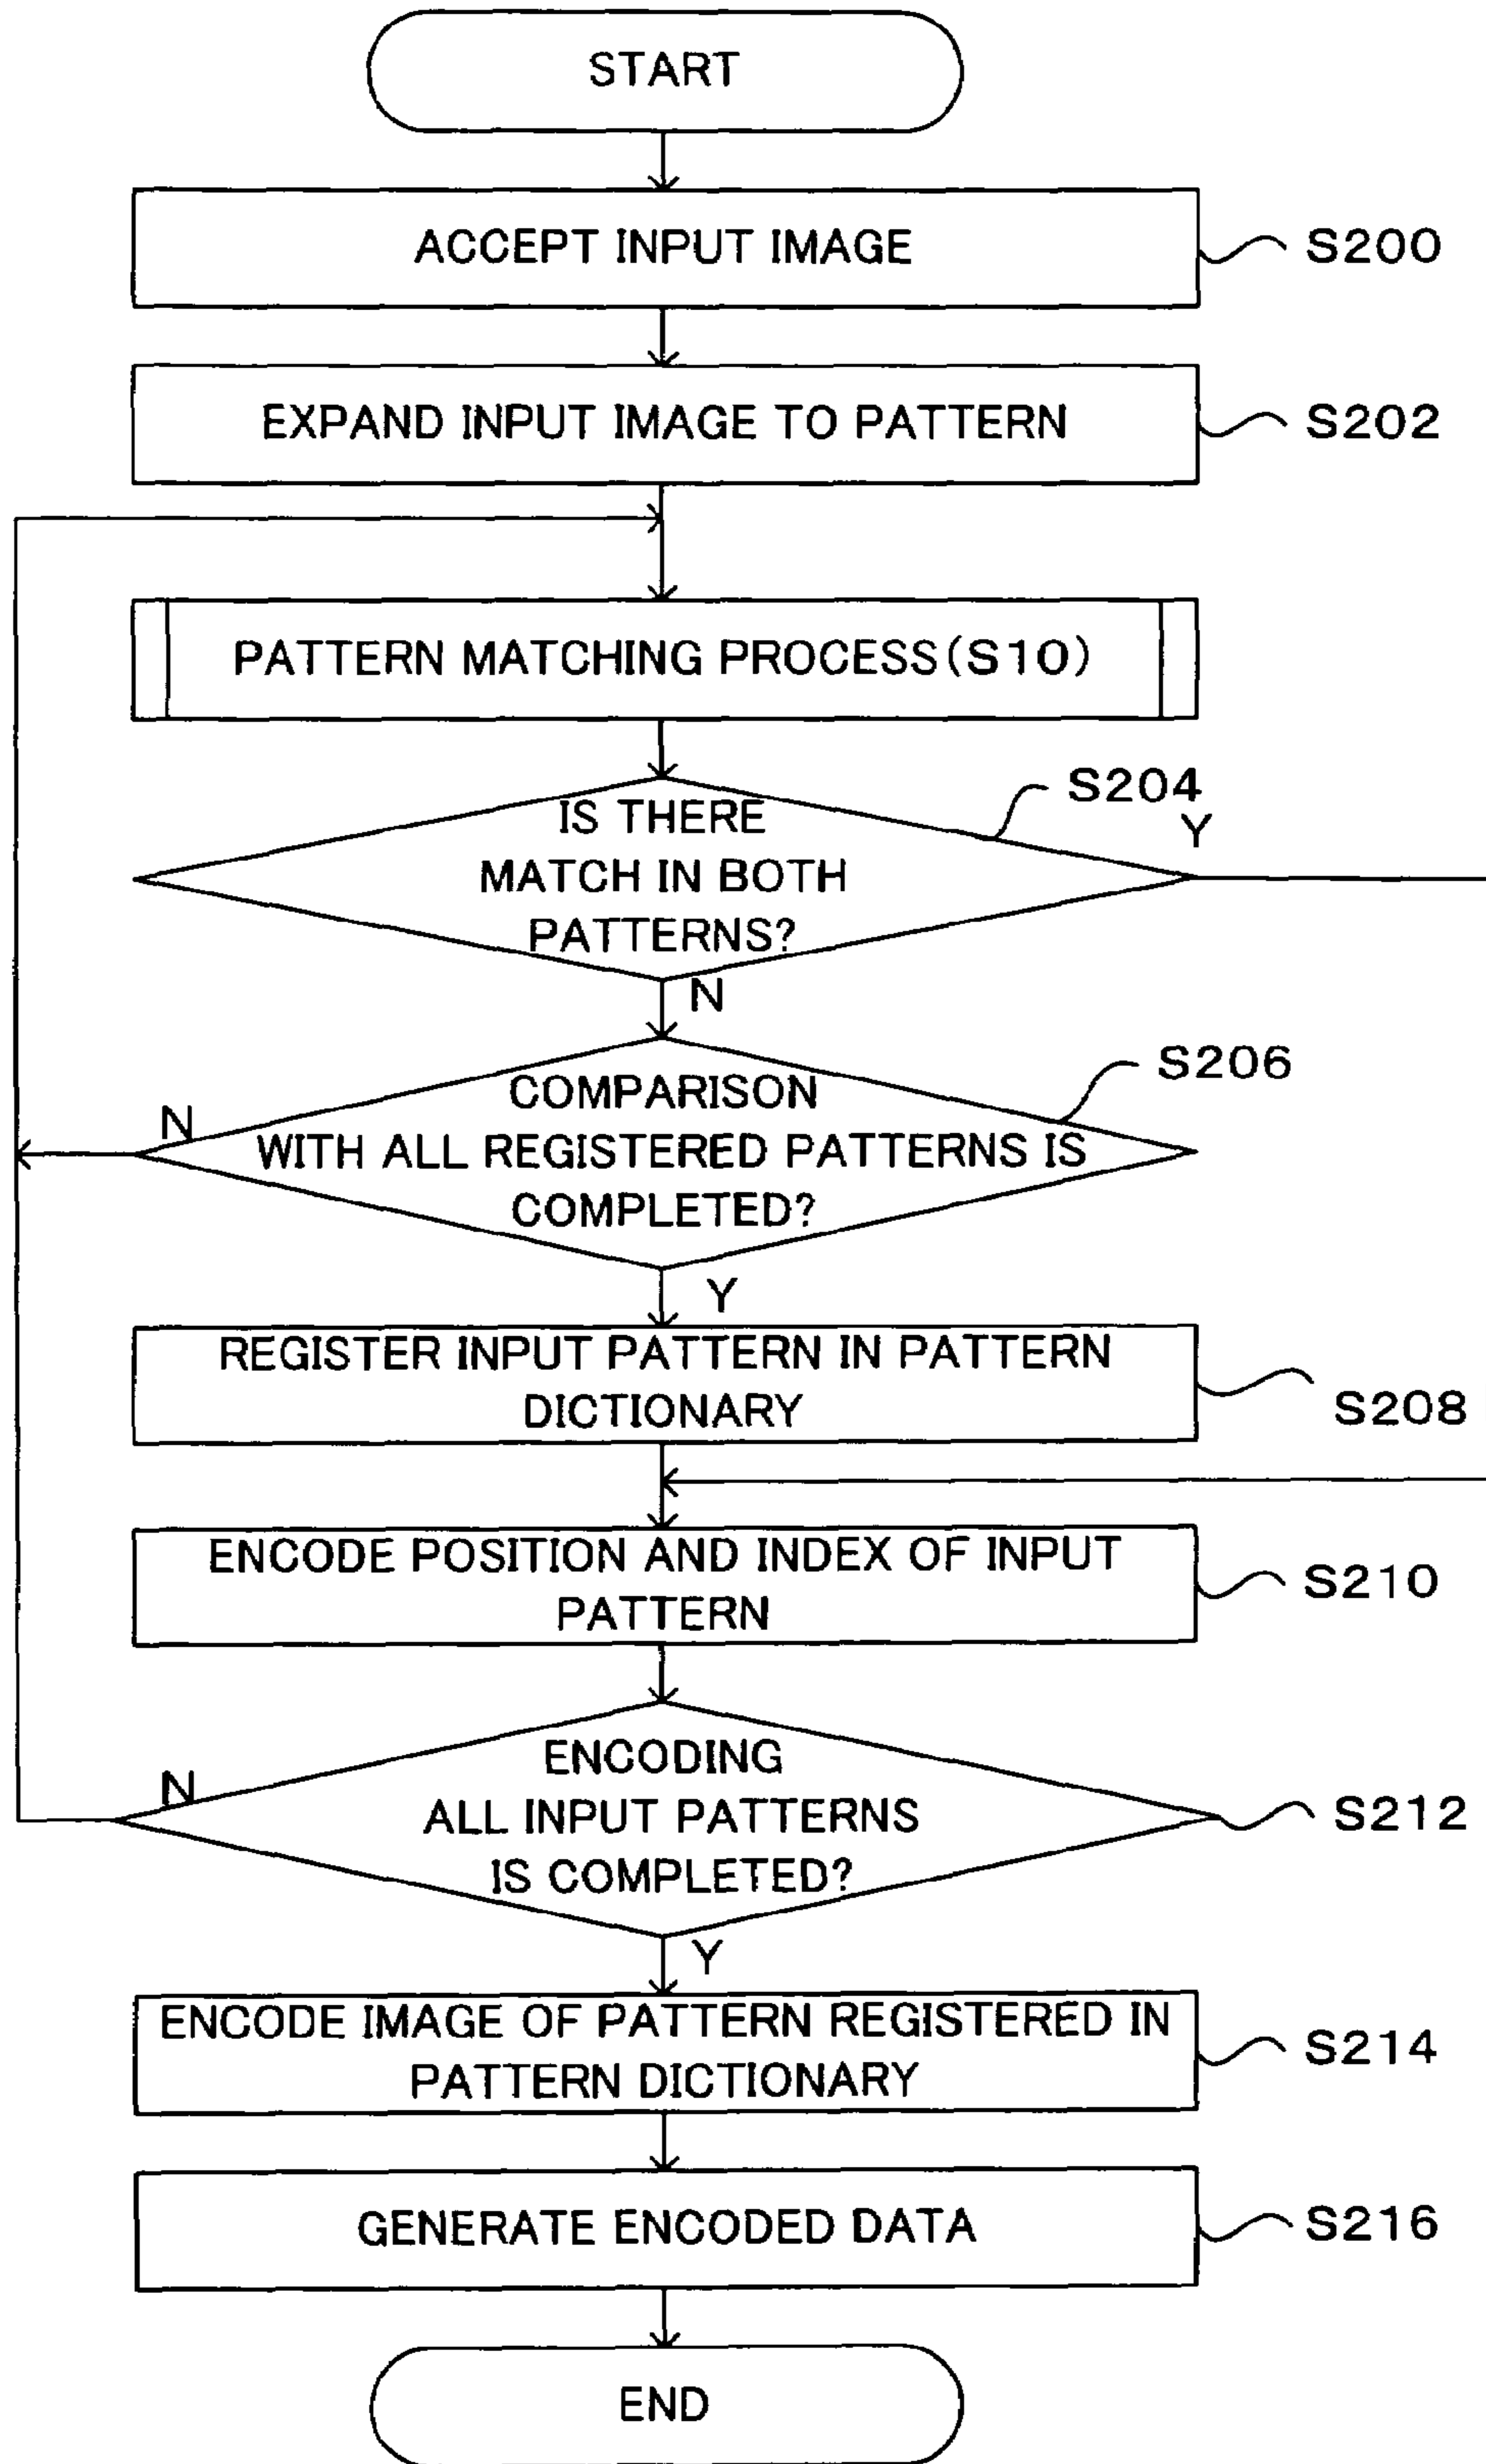 START
ACCEPT INPUT IMAGE
S200
EXPAND INPUT IMAGE TO PATTERN
S202
PATTERN MATCHING PROCESS(S10)
S204
Y
IS THERE
MATCH IN BOTH
PATTERNS?
N
S206
COMPARISON
N
WITH ALL REGISTERED PATTERNS IS
COMPLETED?
Y
REGISTER INPUT PATTERN IN PATTERN
DICTIONARY
S208
ENCODE POSITION AND INDEX OF INPUT
PATTERN
S210
ENCODING
N
ALL INPUT PATTERNS
S212
IS COMPLETED?
Y
ENCODE IMAGE OF PATTERN REGISTERED IN
PATTERN DICTIONARY
S214
GENERATE ENCODED DATA
S216
END